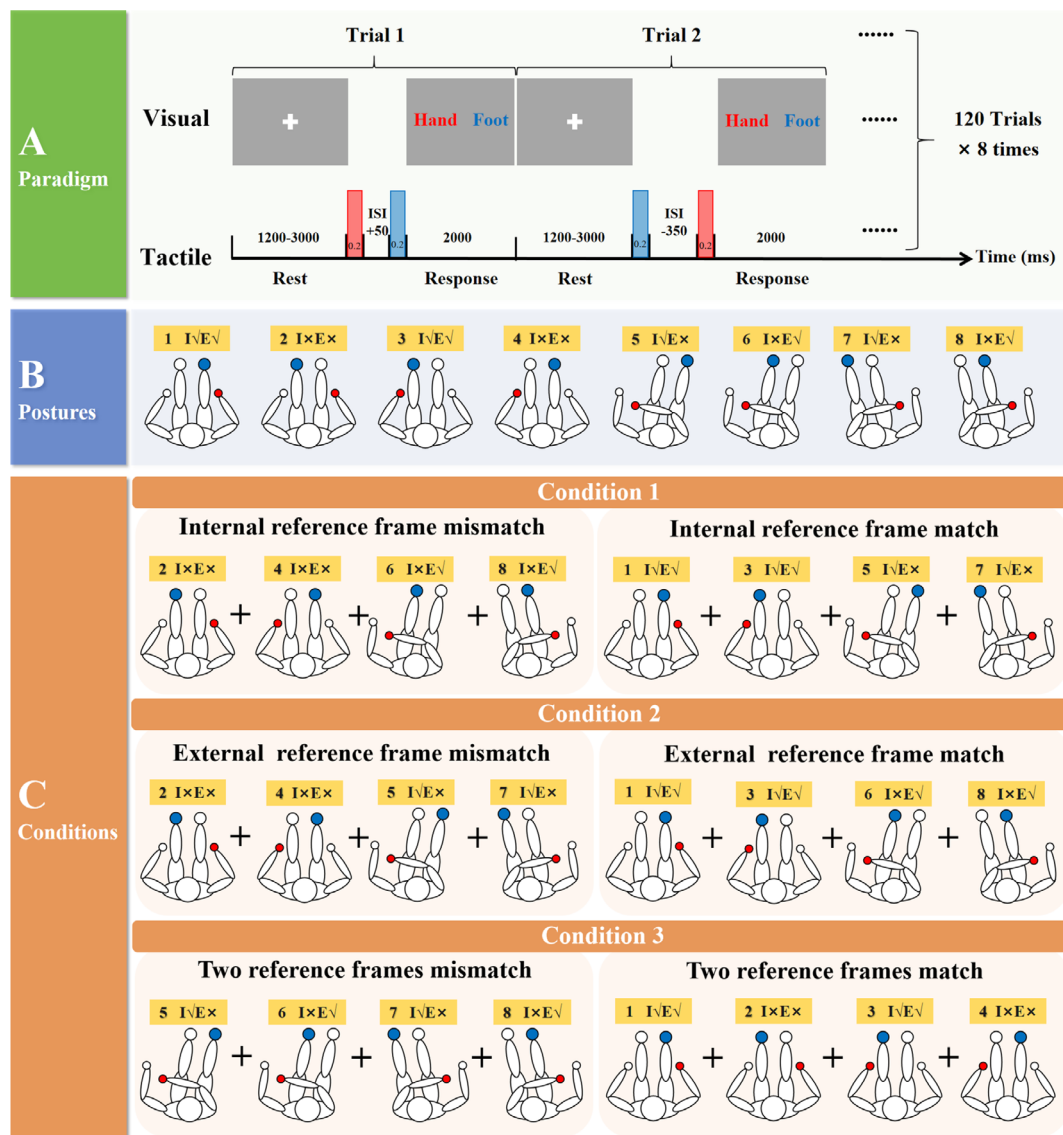 A
Paradigm
Trial 1
Trial 2
......
Visual
Hand Foot
Hand Foot
......
120 Trials
× 8 times
Tactile
1200-3000
0.2
ISI
+50
0.2
2000
1200-3000
0.2
ISI
-350
0.2
2000
......
Time (ms)
Rest
Response
Rest
Response
B
Postures
1 I√E√
2 I×E×
3 I√E√
4 I×E×
5 I√E×
6 I×E√
7 I√E×
8 I×E√
C
Conditions
Condition 1
Internal reference frame mismatch
Internal reference frame match
2 I×E×
+
4 I×E×
+
6 I×E√
+
8 I×E√
1 I√E√
+
3 I√E√
+
5 I√E×
+
7 I√E×
Condition 2
External reference frame mismatch
External reference frame match
2 I×E×
+
4 I×E×
+
5 I√E×
+
7 I√E×
1 I√E√
+
3 I√E√
+
6 I×E√
+
8 I×E√
Condition 3
Two reference frames mismatch
Two reference frames match
5 I√E×
+
6 I×E√
+
7 I√E×
+
8 I×E√
1 I√E√
+
2 I×E×
+
3 I√E√
+
4 I×E×